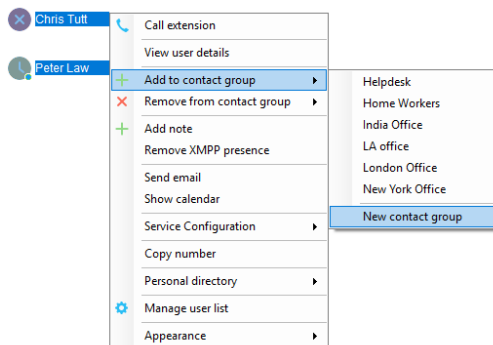 Chris Tutt
Peter Law
Call extension
View user details
Add to contact group
Remove from contact group
Add note
Remove XMPP presence
Send email
Show calendar
Service Configuration
Copy number
Personal directory
Manage user list
Appearance
Helpdesk
Home Workers
India Office
LA office
London Office
New York Office
New contact group